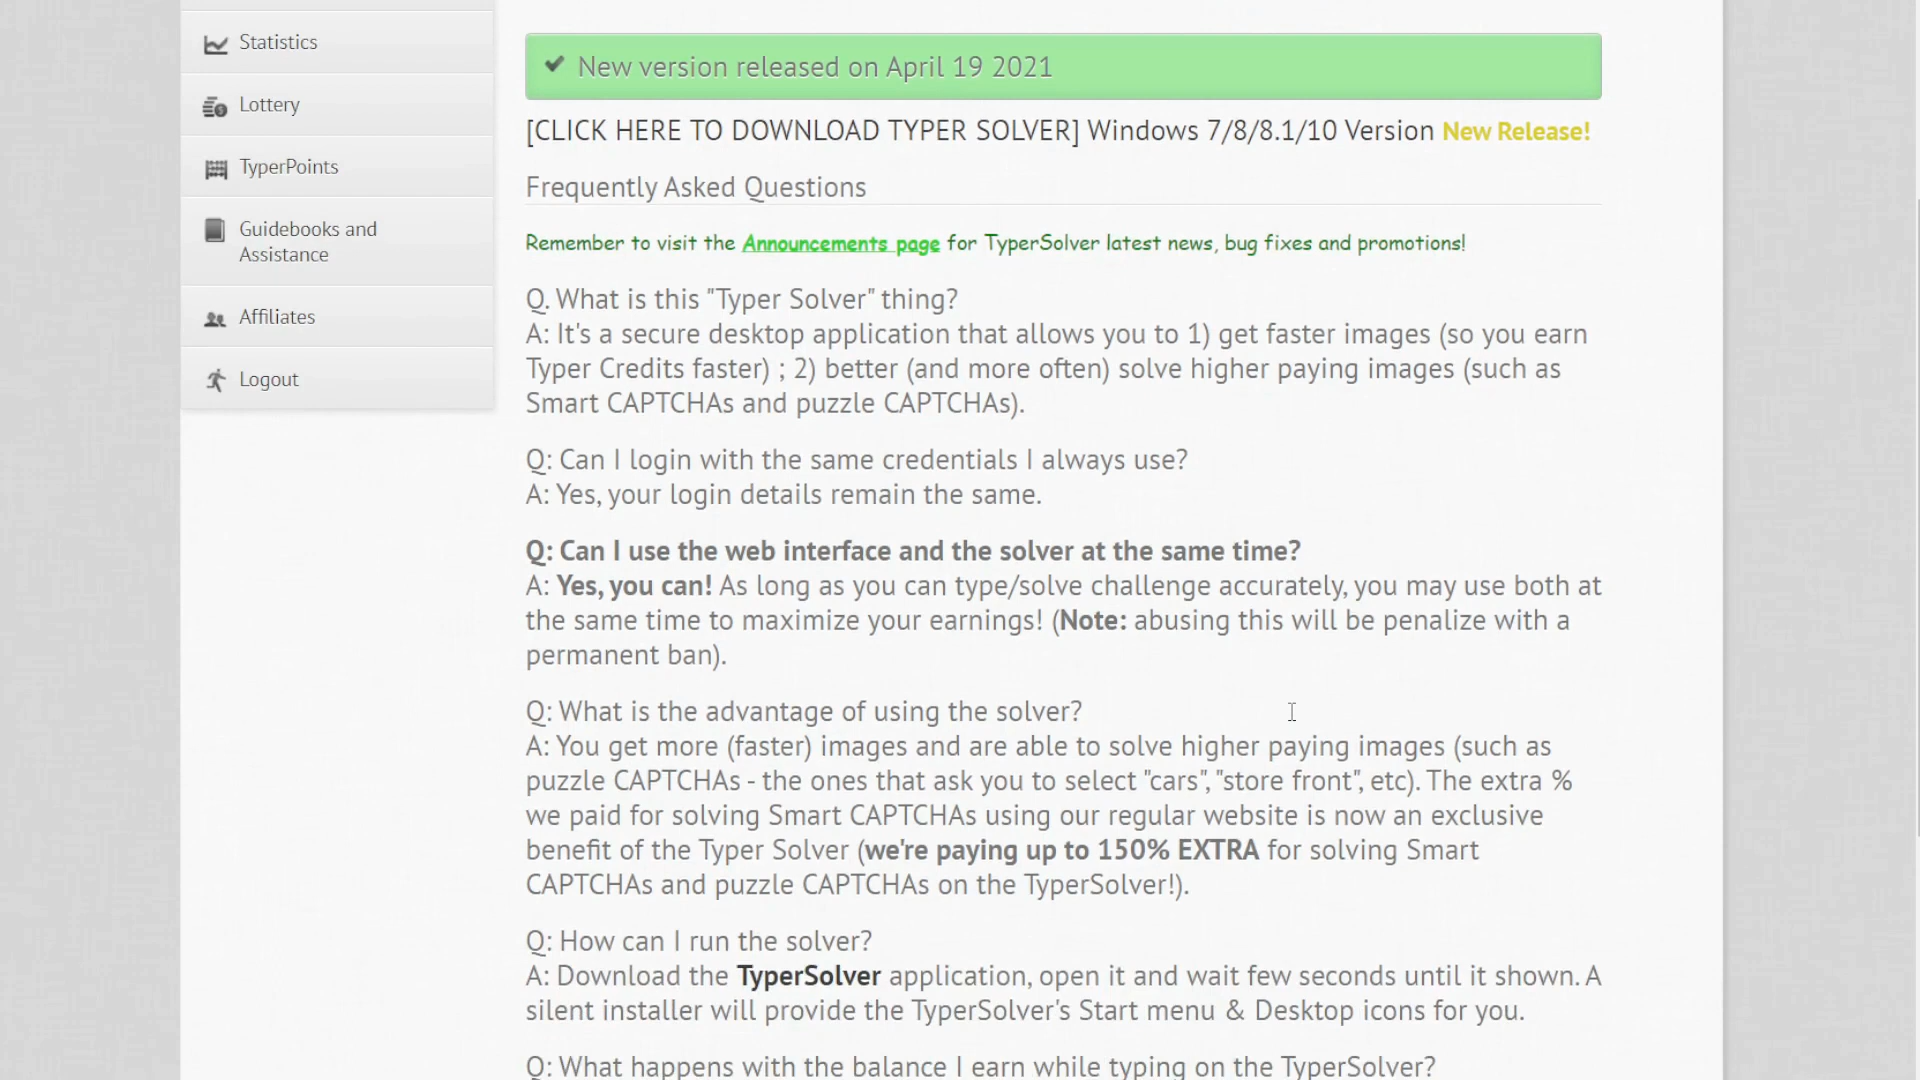 Statistics
Lottery
TyperPoints
Guidebooks and
Assistance
Affiliates
Logout
New version released on April 19 2021
[CLICK HERE TO DOWNLOAD TYPER SOLVER] Windows 7/8/8.1/10 Version New Release!
Frequently Asked Questions
Remember to visit the Announcements page for TyperSolver latest news, bug fixes and promotions!
Q. What is this "Typer Solver" thing?
A: It's a secure desktop application that allows you to 1) get faster images (so you earn
Typer Credits faster) ; 2) better (and more often) solve higher paying images (such as
Smart CAPTCHAs and puzzle CAPTCHAs).
Q: Can I login with the same credentials I always use?
A: Yes, your login details remain the same.
Q: Can I use the web interface and the solver at the same time?
A: Yes, you can! As long as you can type/solve challenge accurately, you may use both at
the same time to maximize your earnings! (Note: abusing this will be penalize with a
permanent ban).
Q: What is the advantage of using the solver?
A: You get more (faster) images and are able to solve higher paying images (such as
puzzle CAPTCHAs - the ones that ask you to select "cars", "store front", etc). The extra %
we paid for solving Smart CAPTCHAs using our regular website is now an exclusive
benefit of the Typer Solver (we're paying up to 150% EXTRA for solving Smart
CAPTCHAs and puzzle CAPTCHAs on the TyperSolver!).
Q: How can I run the solver?
A: Download the TyperSolver application, open it and wait few seconds until it shown. A
silent installer will provide the TyperSolver's Start menu & Desktop icons for you.
Q: What happens with the balance I earn while typing on the TyperSolver?